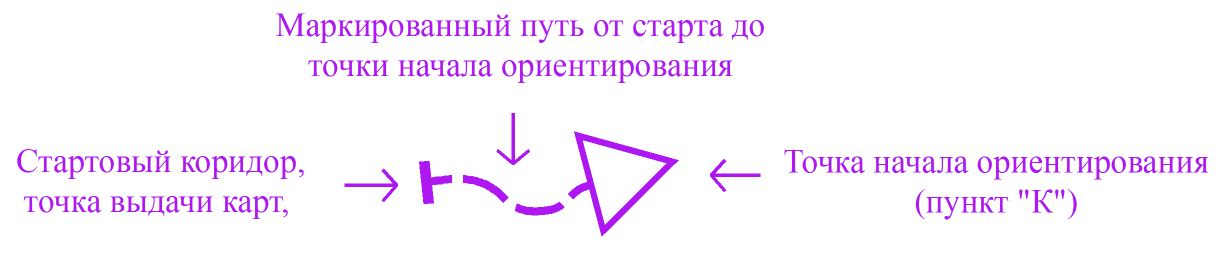 Маркированный путь от старта до
точки начала ориентирования
Стартовый коридор,
точка выдачи карт,
Точка начала ориентирования
(пункт "К")